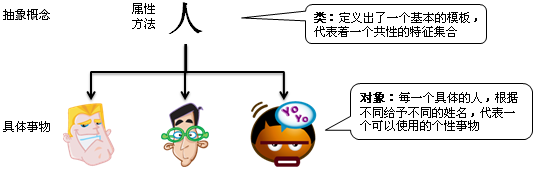 抽象概念
属性
方法
人
类：定义出了一个基本的模板，
代表着一个共性的特征集合
具体事物
YO
YO
对象：每一个具体的人，根据
不同给予不同的姓名，代表一
个可以使用的个性事物